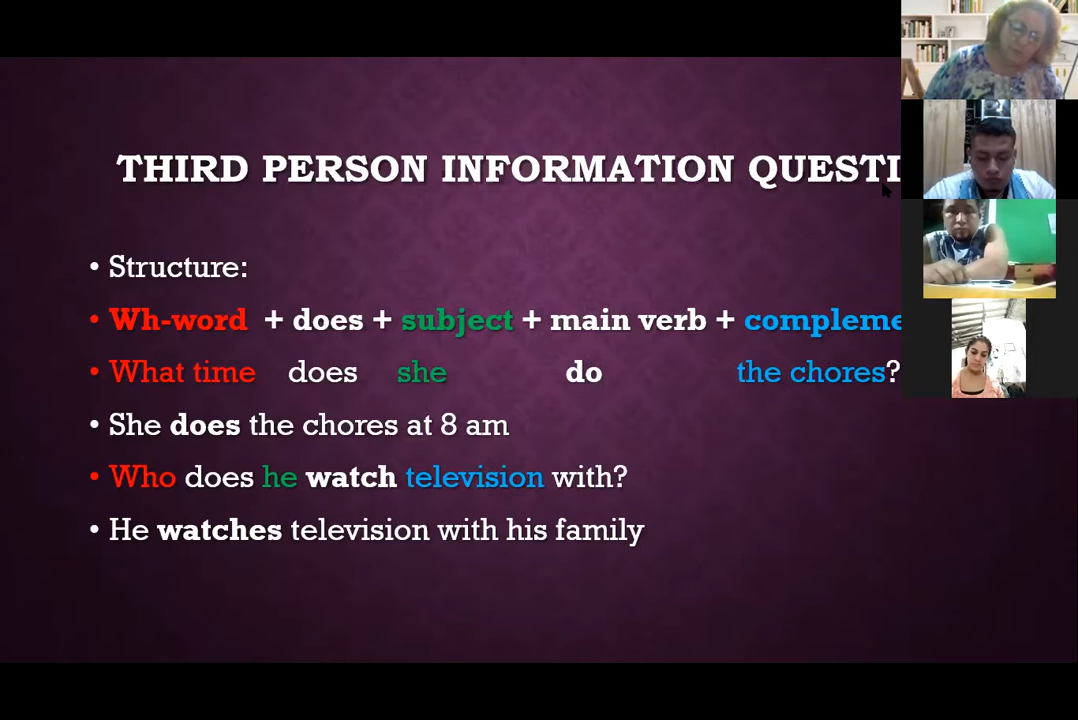 THIRD PERSON INFORMATION QUESTI
• Structure:
• Wh-word + does + subject + main verb + compleme
• What time does she do the chores?
• She does the chores at 8 am
• Who does he watch television with?
• He watches television with his family